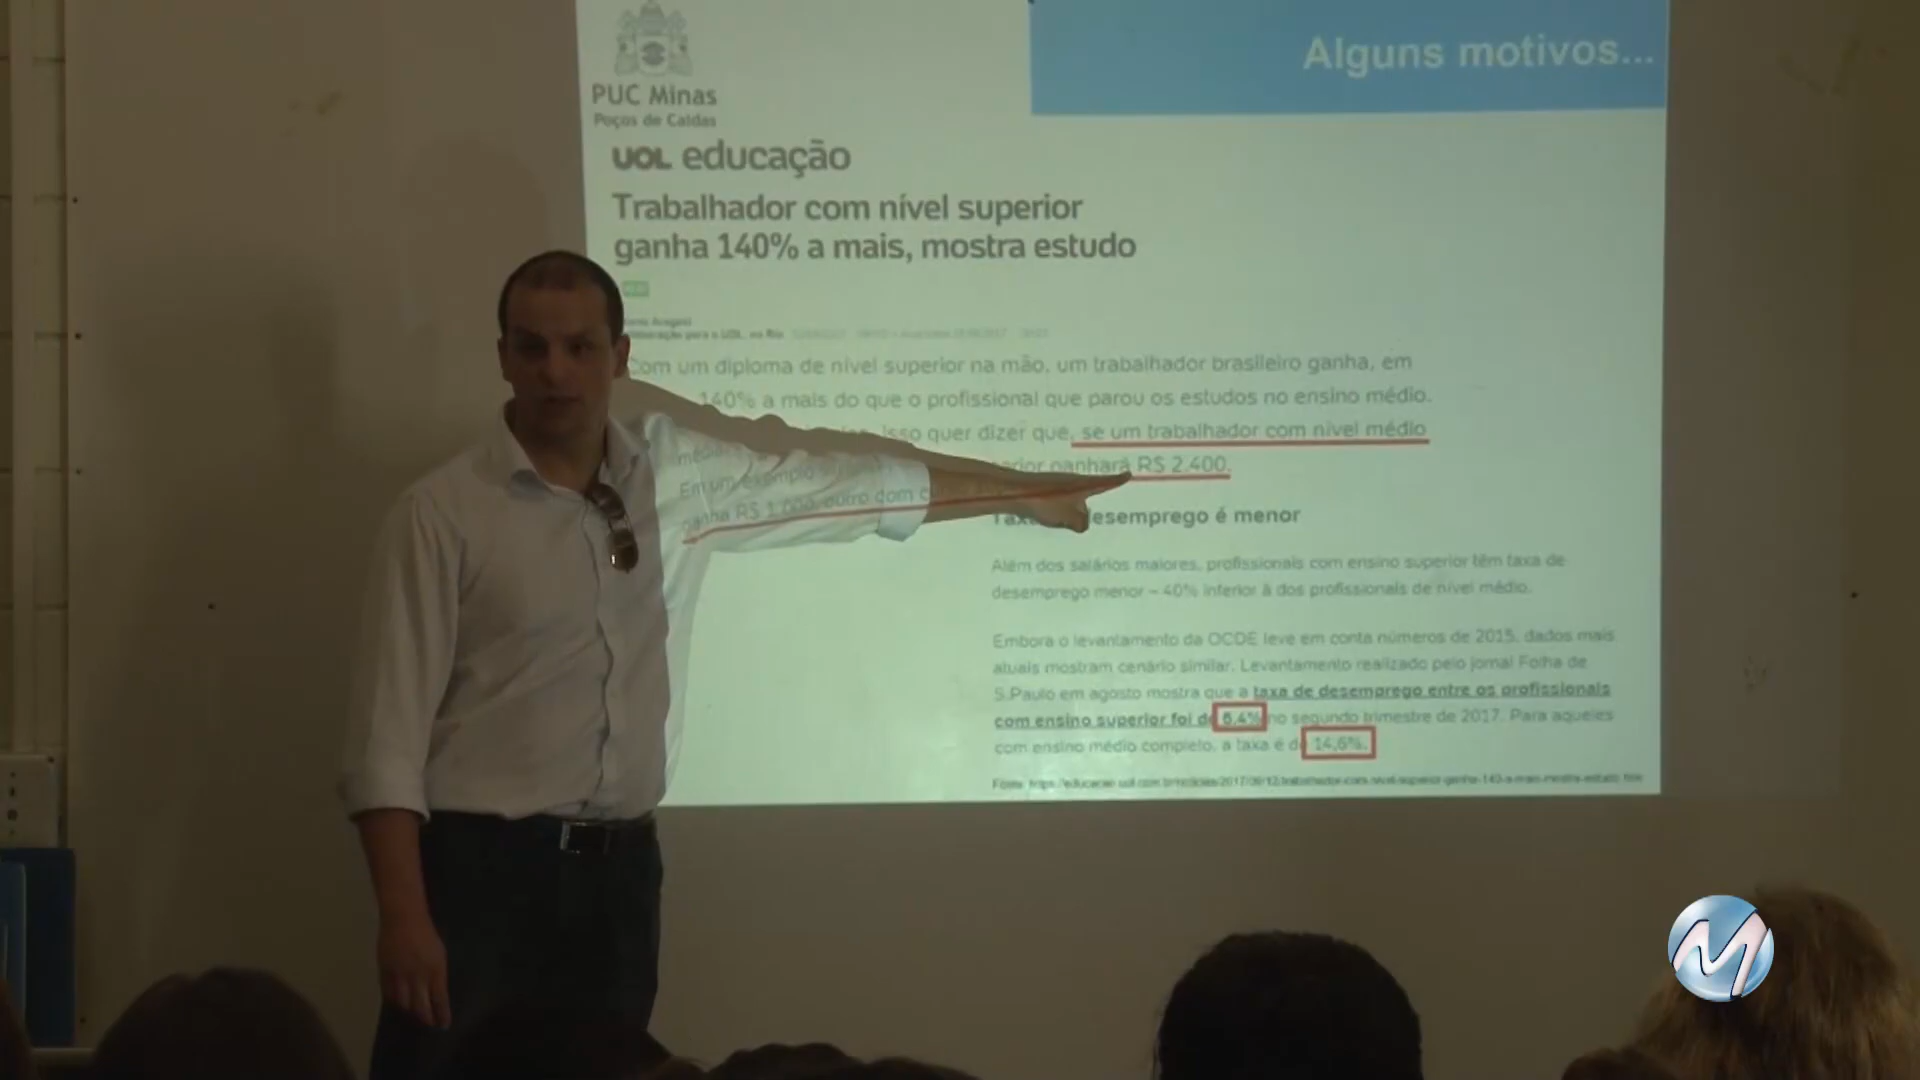 Alguns motivos...
PUC Minas
Poços de Caldas
UOL educação
Trabalhador com nível superior
ganha 140% a mais, mostra estudo
Com um diploma de nível superior na mão, um trabalhador brasileiro ganha, em
140% a mais do que o profissional que parou os estudos no ensino médio.
isso quer dizer que, se um trabalhador com nível médio
ganhará R$ 2.400.
média
Em um exemplo
ganha R$ 1.000, outro com
Taxa desemprego é menor
Além dos salários maiores, profissionais com ensino superior têm taxa de
desemprego menor – 40% inferior à dos profissionais de nível médio.
Embora o levantamento da OCDE leve em conta números de 2015, dados mais
atuais mostram cenário similar. Levantamento realizado pelo jornal Folha de
S.Paulo em agosto mostra que a taxa de desemprego entre os profissionais
com ensino superior foi de 6,4% no segundo trimestre de 2017. Para aqueles
com ensino médio completo, a taxa é de 14,6%.
M